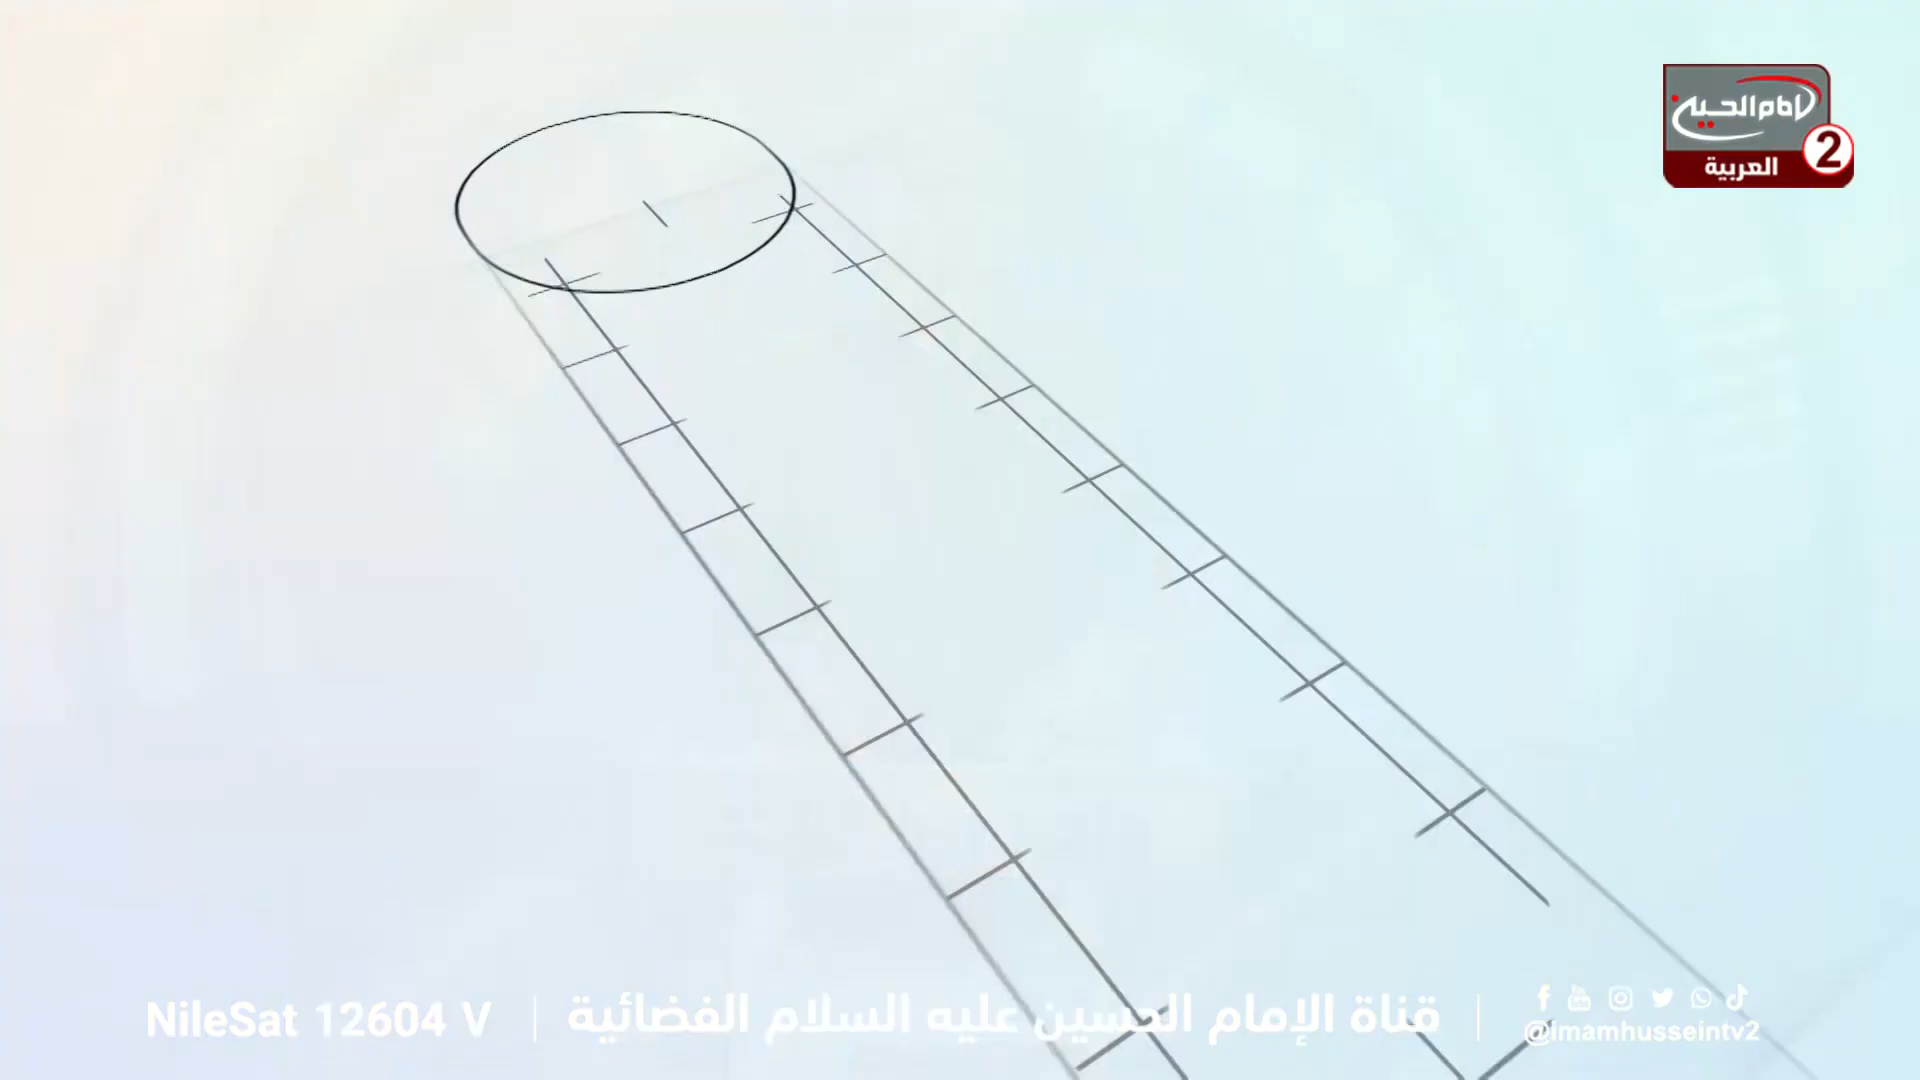 الإمام الحسين
2
العربية
NileSat 12604 V | قناة الإمام الحسين عليه السلام الفضائية
@imamhusseintv2